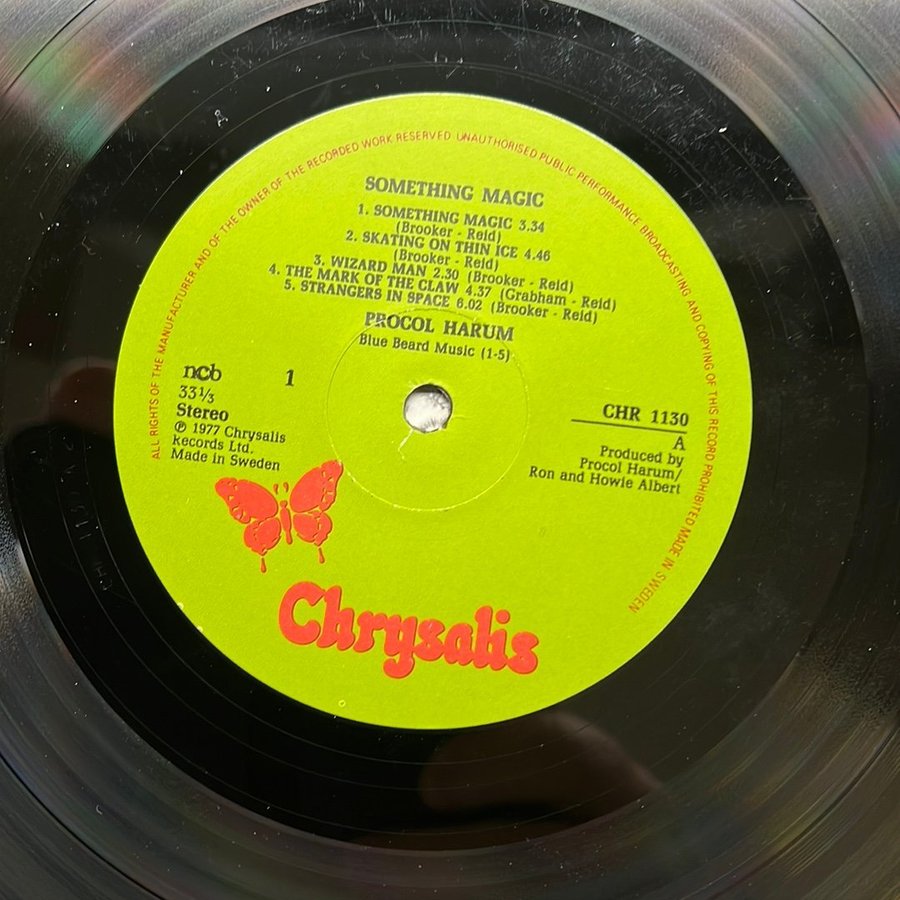 ALL RIGHTS OF THE MANUFACTURER AND OF THE OWNER OF THE RECORDED WORK RESERVED UNAUTHORISED PUBLIC PERFORMANCE BROADCASTING AND COPYING OF THIS RECORD PROHIBITED MADE IN SWEDEN
SOMETHING MAGIC
1. SOMETHING MAGIC 3.34
(Brooker - Reid)
2. SKATING ON THIN ICE 4.46
(Brooker - Reid)
3. WIZARD MAN 2.30 (Brooker - Reid)
4. THE MARK OF THE CLAW 4.37 (Grabham - Reid)
5. STRANGERS IN SPACE 6.02 (Brooker - Reid)
PROCOL HARUM
Blue Beard Music (1-5)
ncb 1
33⅓
Stereo
℗ 1977 Chrysalis
Records Ltd.
Made in Sweden
CHR 1130
A
Produced by
Procol Harum/
Ron and Howie Albert
Chrysalis